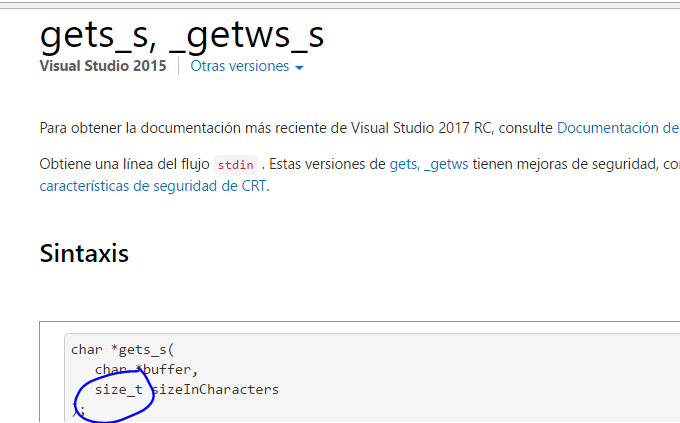 gets_s, _getws_s
Visual Studio 2015 Otras versiones
Para obtener la documentación más reciente de Visual Studio 2017 RC, consulte Documentación de
Obtiene una línea del flujo stdin . Estas versiones de gets, _getws tienen mejoras de seguridad, co
características de seguridad de CRT.
Sintaxis
char *gets_s(
char *buffer,
size_t sizeInCharacters
);